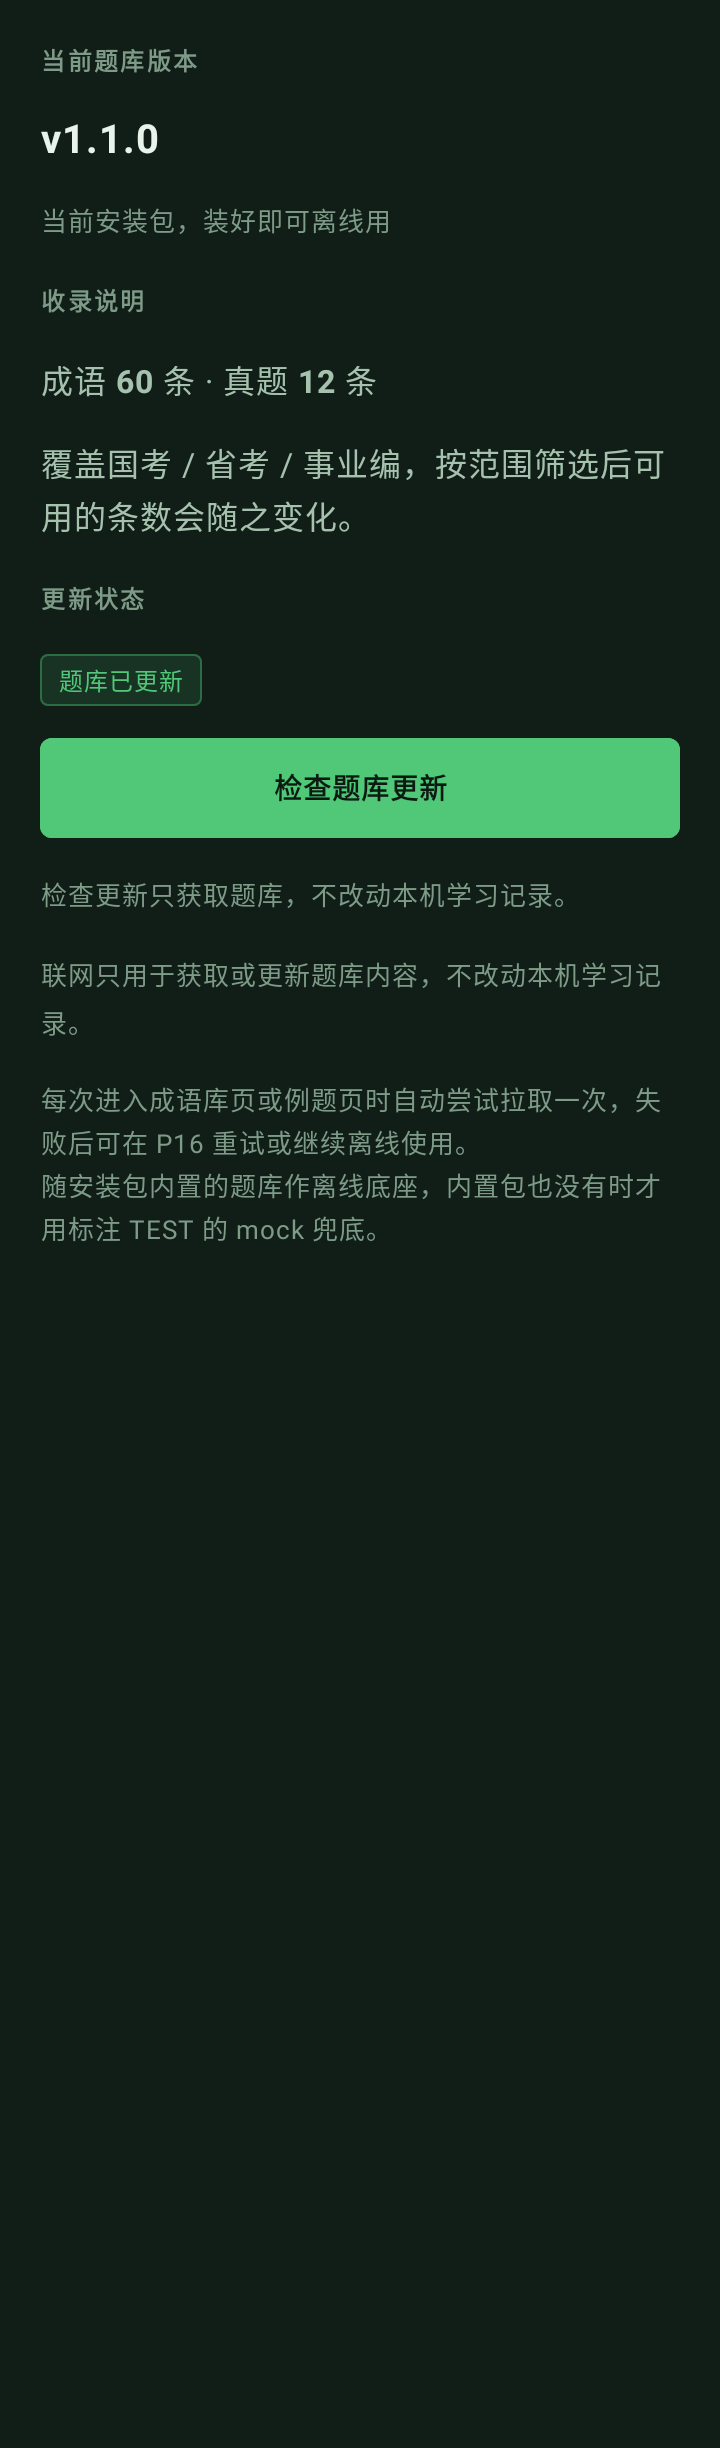 当前题库版本
v1.1.0
当前安装包，装好即可离线用
收录说明
成语 60 条 · 真题 12 条
覆盖国考 / 省考 / 事业编，按范围筛选后可
用的条数会随之变化。
更新状态
题库已更新
检查题库更新
检查更新只获取题库，不改动本机学习记录。
联网只用于获取或更新题库内容，不改动本机学习记
录。
每次进入成语库页或例题页时自动尝试拉取一次，失
败后可在 P16 重试或继续离线使用。
随安装包内置的题库作离线底座，内置包也没有时才
用标注 TEST 的 mock 兜底。